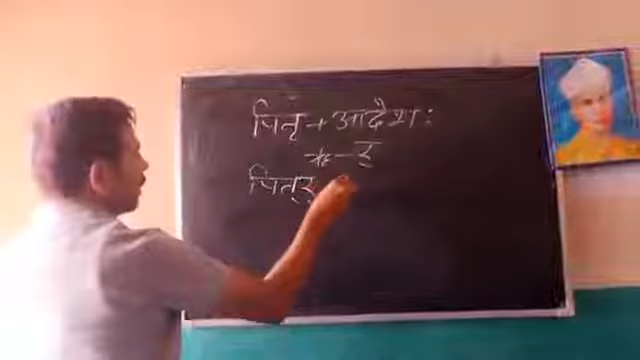 पितृ + आदेशः
ऋ - र्
पित्र्